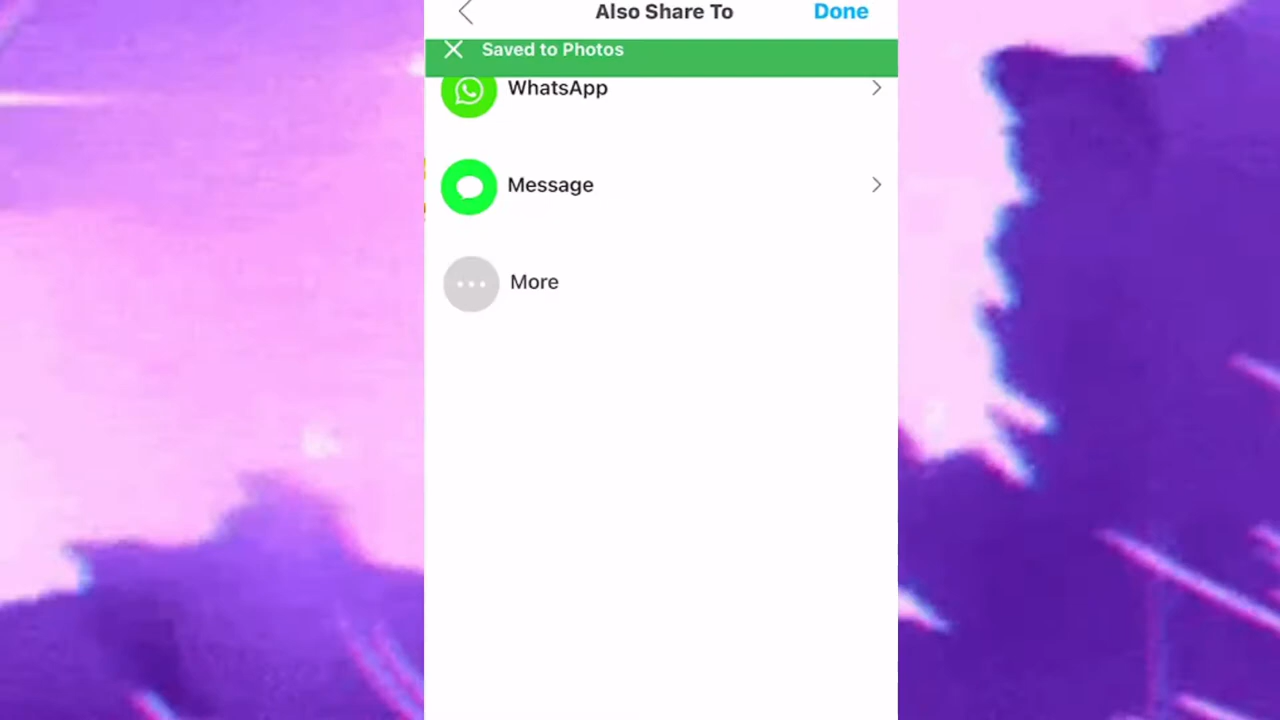 Also Share To
Done
Saved to Photos
WhatsApp
Message
More